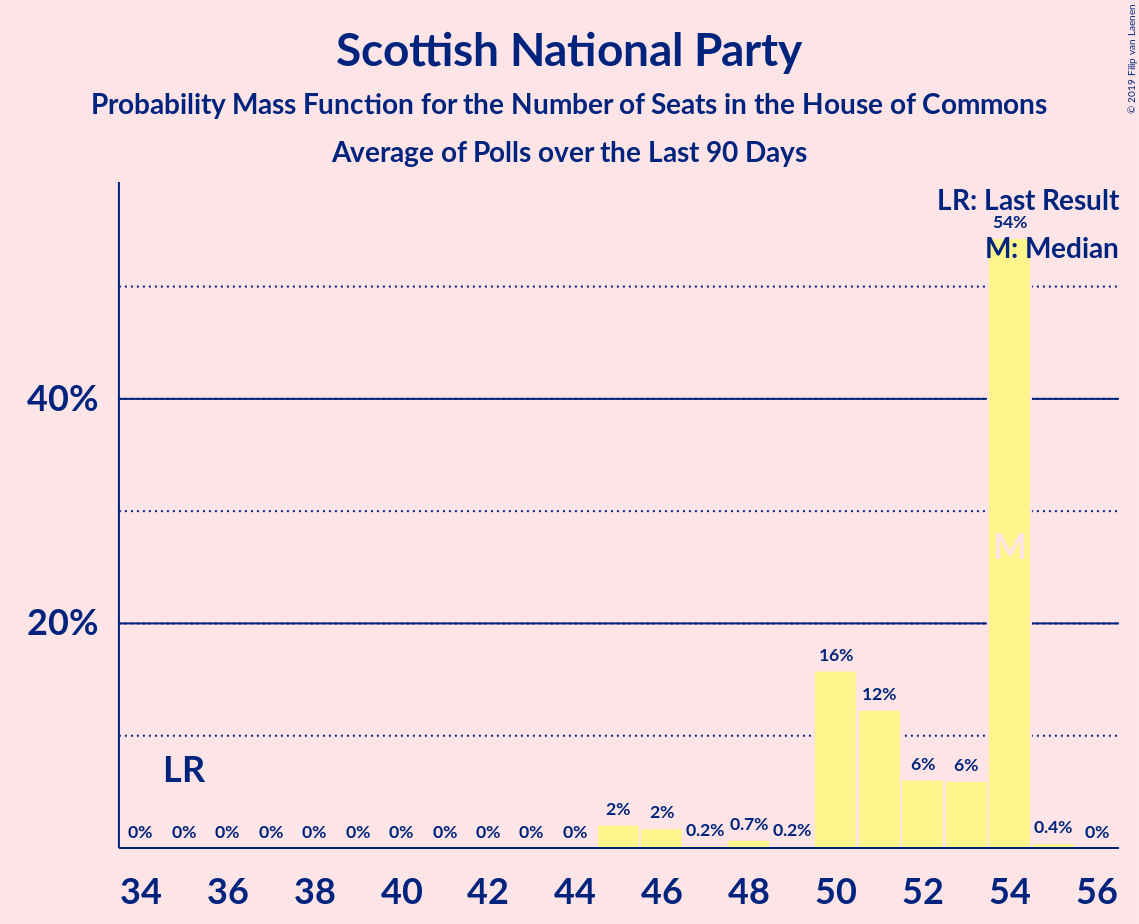 Scottish National Party
Probability Mass Function for the Number of Seats in the House of Commons
Average of Polls over the Last 90 Days
© 2019 Filip van Laenen
LR: Last Result
54%
M: Median
40%
M
20%
16%
12%
6% 6%
LR
0% 0% 0% 0% 0% 0% 0% 0% 0% 0% 0% 2% 2% 0.2% 0.7% 0.2% 0.4% 0%
34 36 38 40 42 44 46 48 50 52 54 56